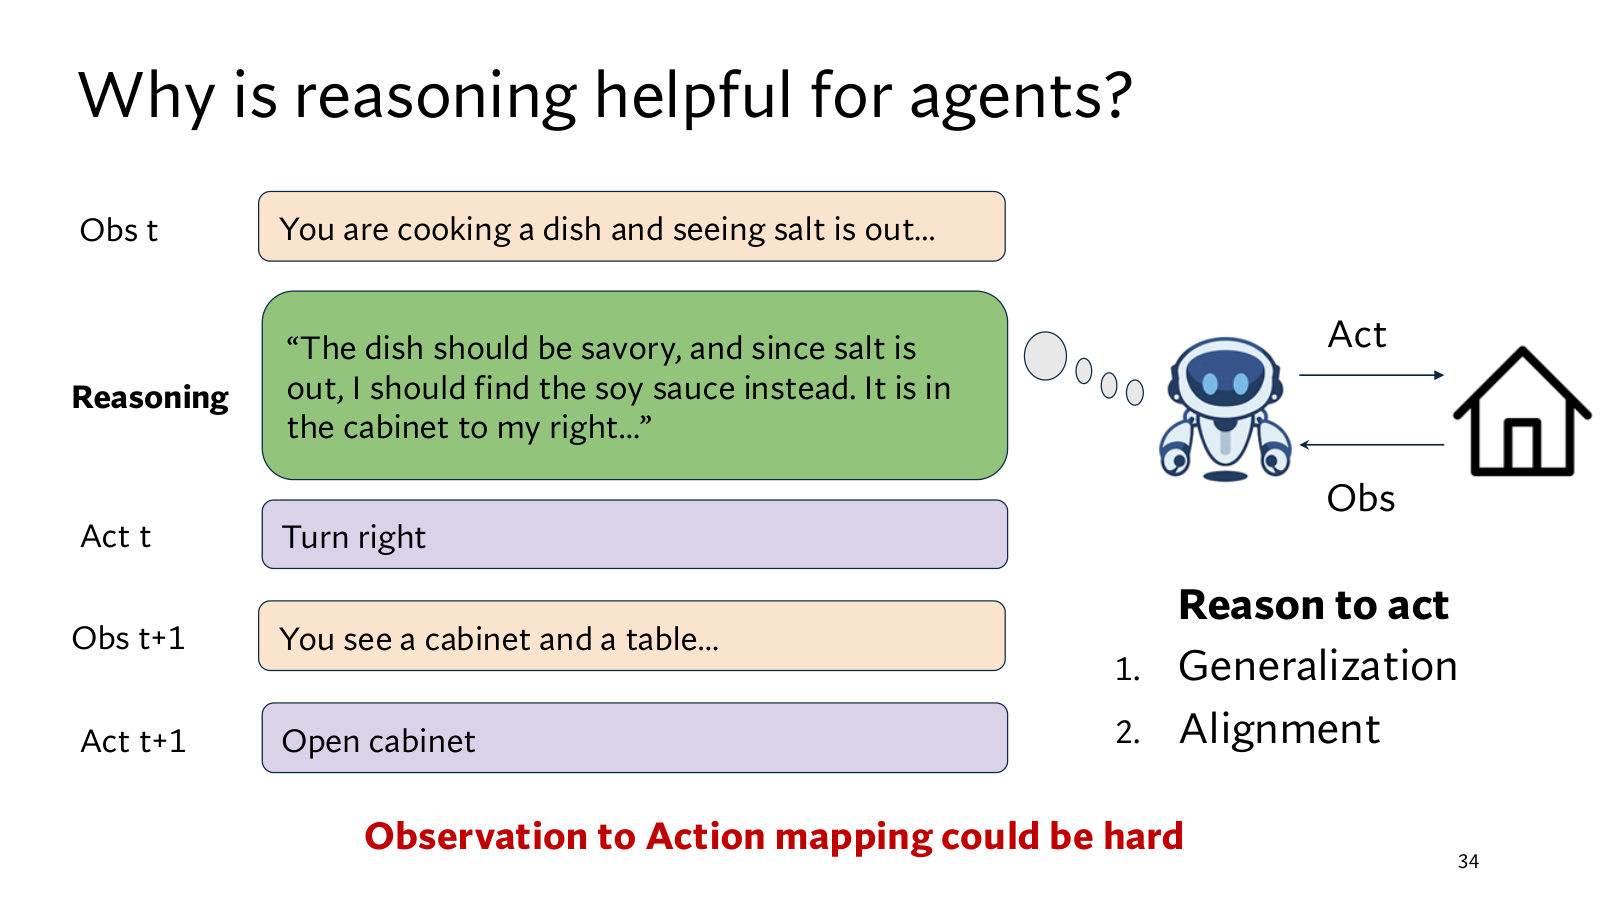 Why is reasoning helpful for agents?
Obs t
You are cooking a dish and seeing salt is out...
Reasoning
“The dish should be savory, and since salt is
out, I should find the soy sauce instead. It is in
the cabinet to my right...”
Act t
Turn right
Obs t+1
You see a cabinet and a table...
Act t+1
Open cabinet
Act
Obs
Reason to act
1. Generalization
2. Alignment
Observation to Action mapping could be hard
34